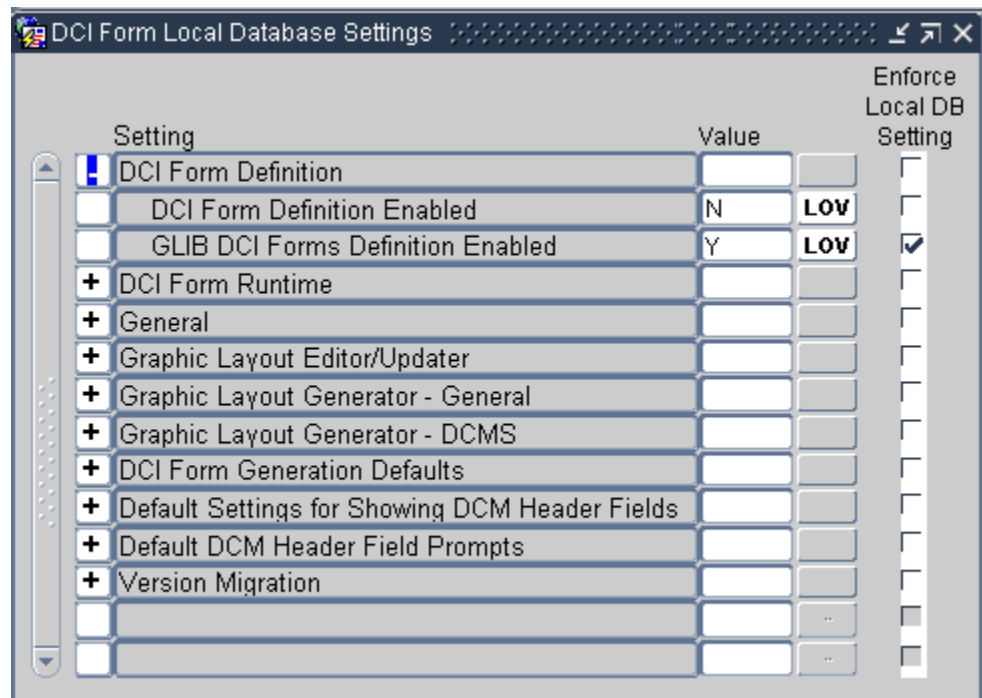 DCI Form Local Database Settings
Enforce
Local DB
Setting Value Setting
- DCI Form Definition
DCI Form Definition Enabled N LOV
GLIB DCI Forms Definition Enabled Y LOV
+ DCI Form Runtime
+ General
+ Graphic Layout Editor/Updater
+ Graphic Layout Generator - General
+ Graphic Layout Generator - DCMS
+ DCI Form Generation Defaults
+ Default Settings for Showing DCM Header Fields
+ Default DCM Header Field Prompts
+ Version Migration
..
..